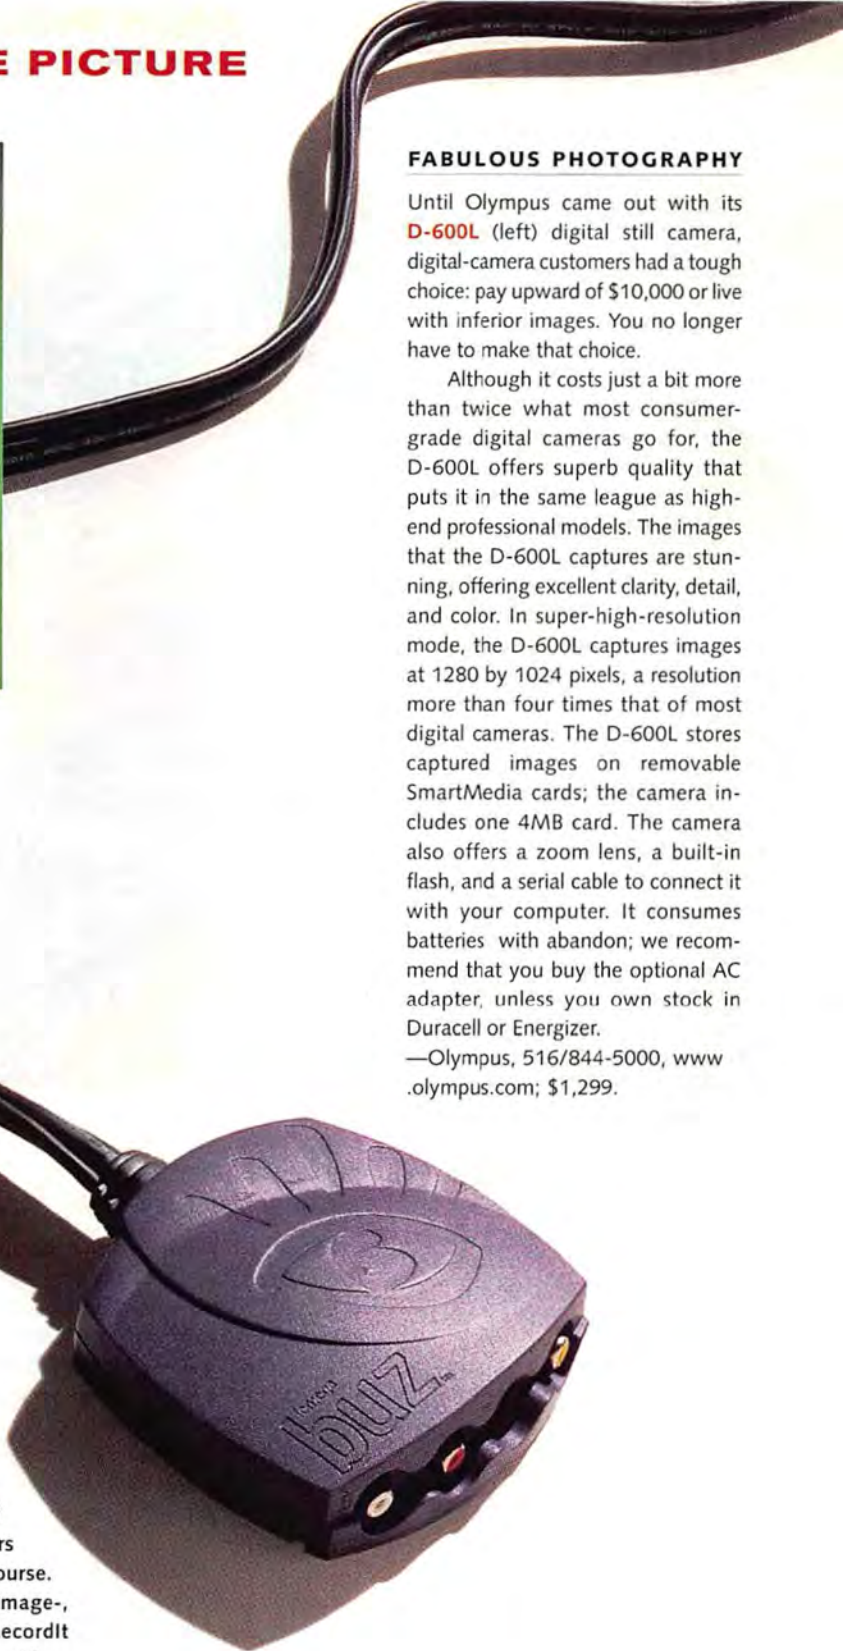 E PICTURE
FABULOUS PHOTOGRAPHY
Until Olympus came out with its
D-600L (left) digital still camera,
digital-camera customers had a tough
choice: pay upward of $10,000 or live
with inferior images. You no longer
have to make that choice.
Although it costs just a bit more
than twice what most consumer-
grade digital cameras go for, the
D-600L offers superb quality that
puts it in the same league as high-
end professional models. The images
that the D-600L captures are stun-
ning, offering excellent clarity, detail,
and color. In super-high-resolution
mode, the D-600L captures images
at 1280 by 1024 pixels, a resolution
more than four times that of most
digital cameras. The D-600L stores
captured images on removable
SmartMedia cards; the camera in-
cludes one 4MB card. The camera
also offers a zoom lens, a built-in
flash, and a serial cable to connect it
with your computer. It consumes
batteries with abandon; we recom-
mend that you buy the optional AC
adapter, unless you own stock in
Duracell or Energizer.
—Olympus, 516/844-5000, www
.olympus.com; $1,299.
iomega
buz™
rs
ourse.
mage-,
ecordIt